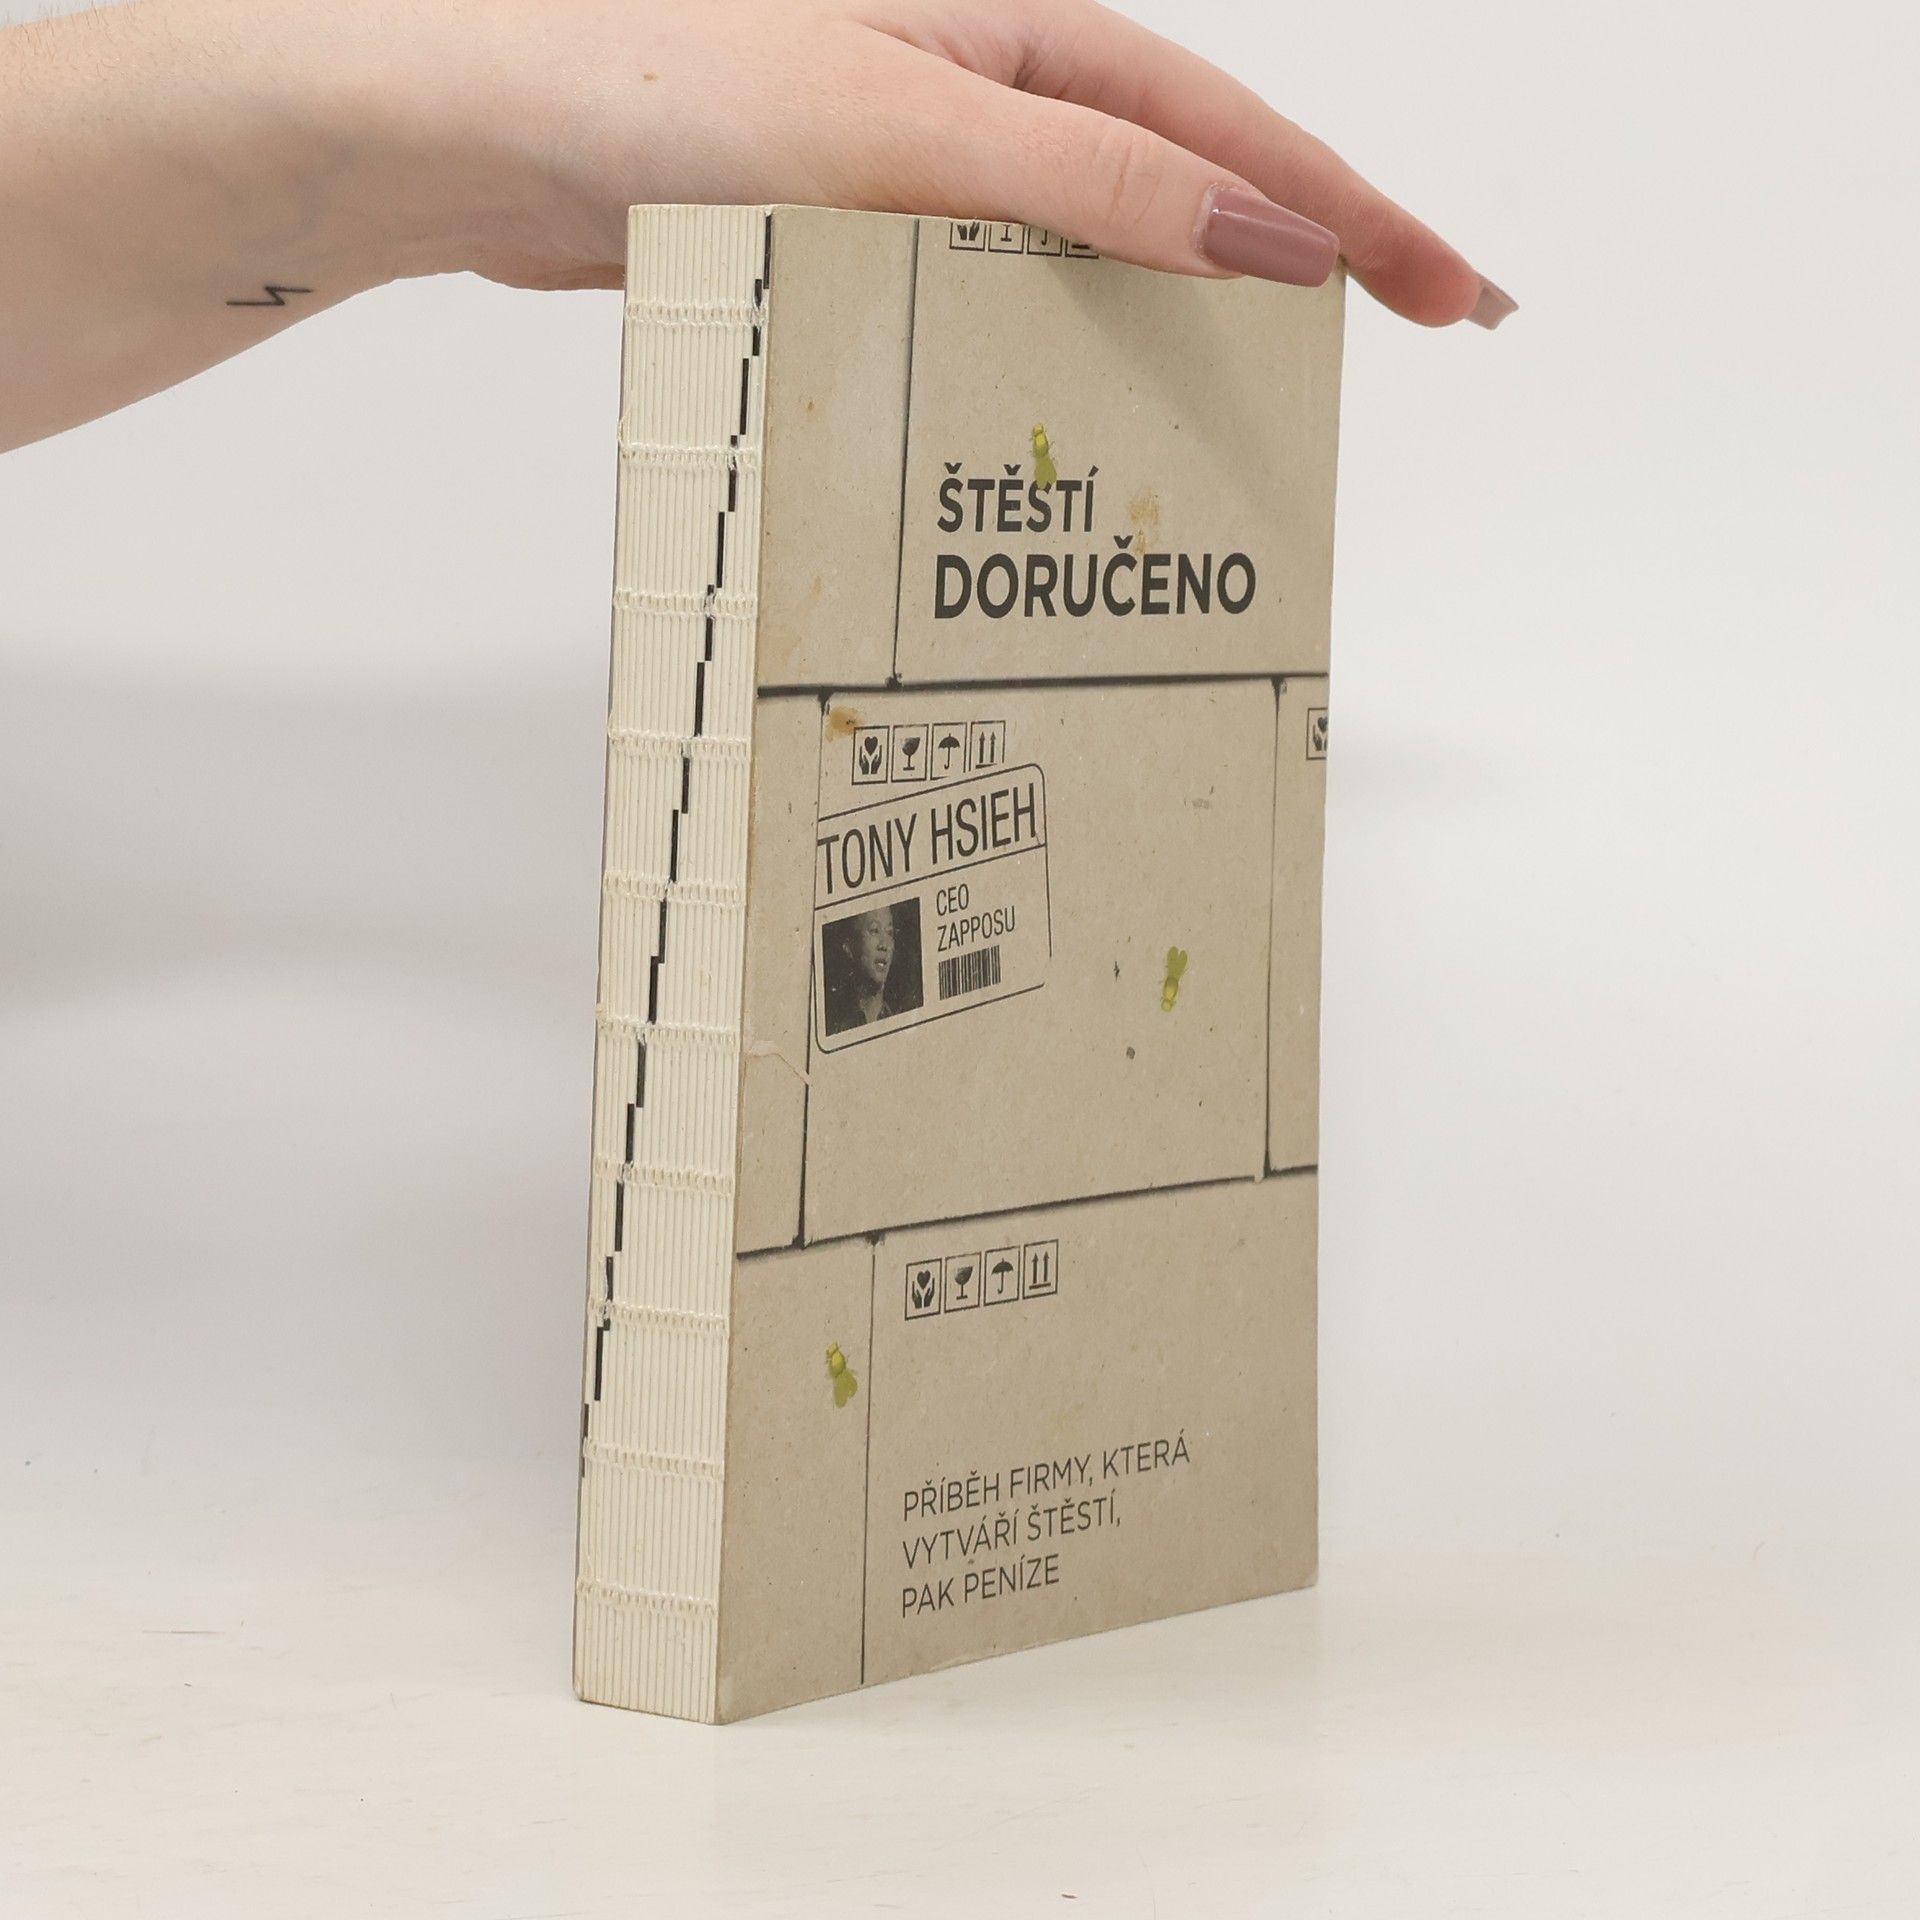 ŠTĚSTÍ
DORUČENO
TONY HSIEH
CEO
ZAPPOSU
PŘÍBĚH FIRMY, KTERÁ
VYTVÁŘÍ ŠTĚSTÍ,
PAK PENÍZE